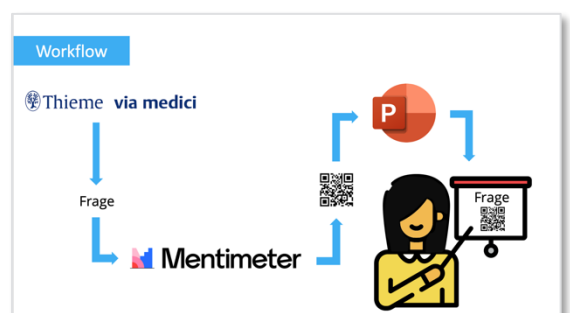 Workflow
Thieme via medici
P
Frage
Frage
Mentimeter